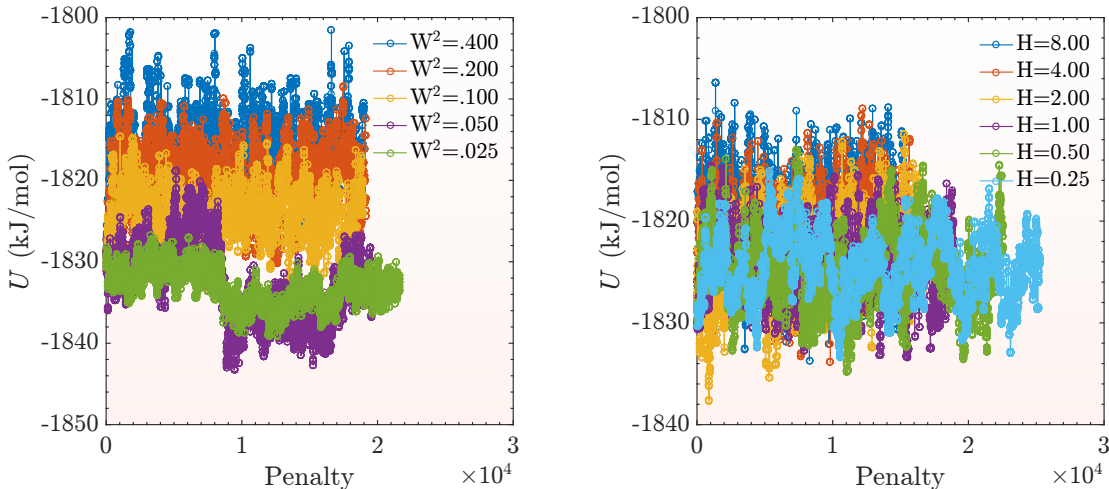 -1800
-1810
-1820
-1830
-1840
-1850
U (kJ/mol)
0
1
2
3
×10⁴
Penalty
W²=.400
W²=.200
W²=.100
W²=.050
W²=.025
-1800
-1810
-1820
-1830
-1840
U (kJ/mol)
0
1
2
3
×10⁴
Penalty
H=8.00
H=4.00
H=2.00
H=1.00
H=0.50
H=0.25